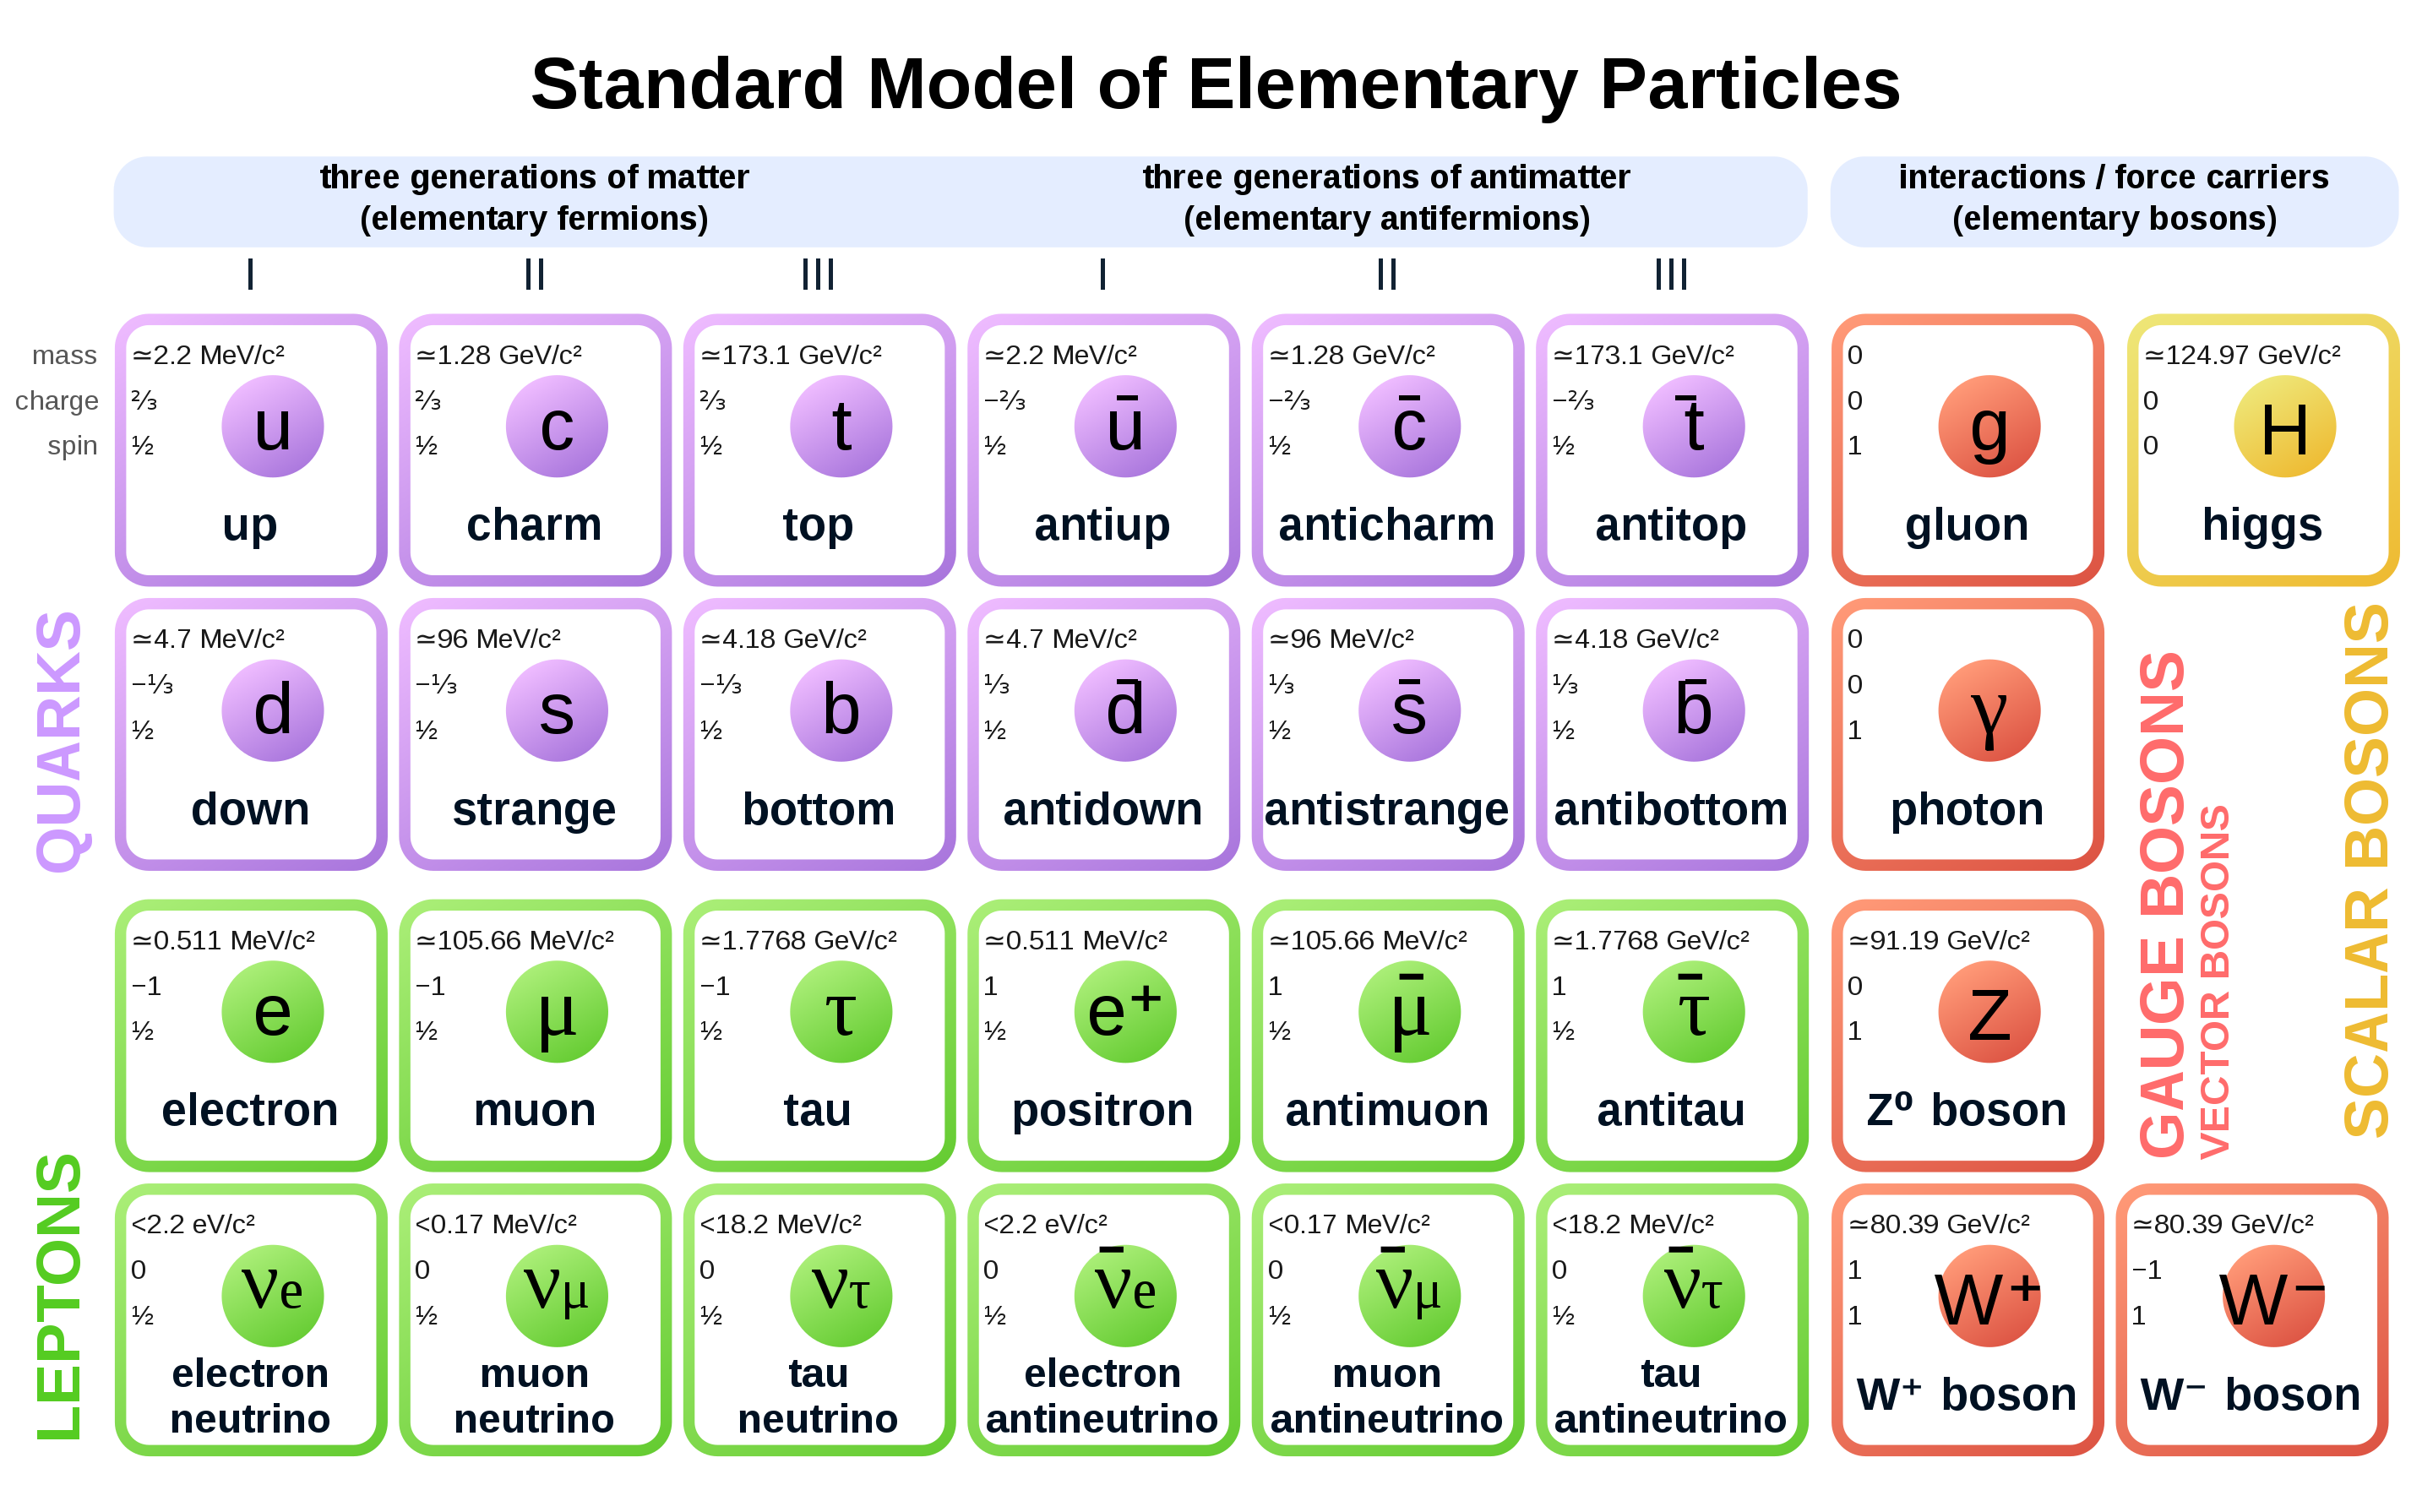 Standard Model of Elementary Particles
three generations of matter
(elementary fermions)
three generations of antimatter
(elementary antifermions)
interactions / force carriers
(elementary bosons)
I
II
III
I
II
III
mass
charge
spin
QUARKS
LEPTONS
≃2.2 MeV/c²
⅔
½
u
up
≃1.28 GeV/c²
⅔
½
c
charm
≃173.1 GeV/c²
⅔
½
t
top
≃2.2 MeV/c²
−⅔
½
ū
antiup
≃1.28 GeV/c²
−⅔
½
c̄
anticharm
≃173.1 GeV/c²
−⅔
½
t̄
antitop
0
0
1
g
gluon
≃124.97 GeV/c²
0
0
H
higgs
≃4.7 MeV/c²
−⅓
½
d
down
≃96 MeV/c²
−⅓
½
s
strange
≃4.18 GeV/c²
−⅓
½
b
bottom
≃4.7 MeV/c²
⅓
½
d̄
antidown
≃96 MeV/c²
⅓
½
s̄
antistrange
≃4.18 GeV/c²
⅓
½
b̄
antibottom
0
0
1
γ
photon
≃0.511 MeV/c²
−1
½
e
electron
≃105.66 MeV/c²
−1
½
μ
muon
≃1.7768 GeV/c²
−1
½
τ
tau
≃0.511 MeV/c²
1
½
e⁺
positron
≃105.66 MeV/c²
1
½
μ̄
antimuon
≃1.7768 GeV/c²
1
½
τ̄
antitau
≃91.19 GeV/c²
0
1
Z
Z⁰ boson
<2.2 eV/c²
0
½
νe
electron
neutrino
<0.17 MeV/c²
0
½
νμ
muon
neutrino
<18.2 MeV/c²
0
½
ντ
tau
neutrino
<2.2 eV/c²
0
½
ν̄e
electron
antineutrino
<0.17 MeV/c²
0
½
ν̄μ
muon
antineutrino
<18.2 MeV/c²
0
½
ν̄τ
tau
antineutrino
≃80.39 GeV/c²
1
1
W⁺
W⁺ boson
≃80.39 GeV/c²
−1
1
W⁻
W⁻ boson
GAUGE BOSONS
VECTOR BOSONS
SCALAR BOSONS